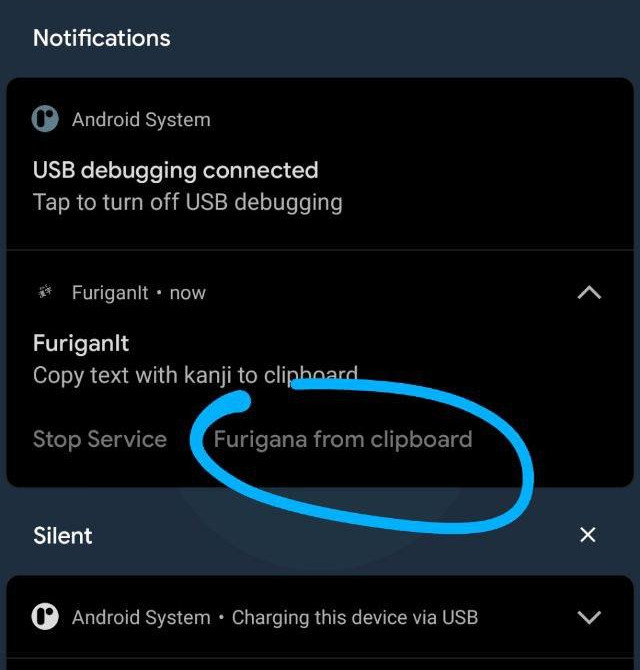 Notifications
Android System
USB debugging connected
Tap to turn off USB debugging
FuriganIt • now
FuriganIt
Copy text with kanji to clipboard
Stop Service Furigana from clipboard
Silent
Android System • Charging this device via USB